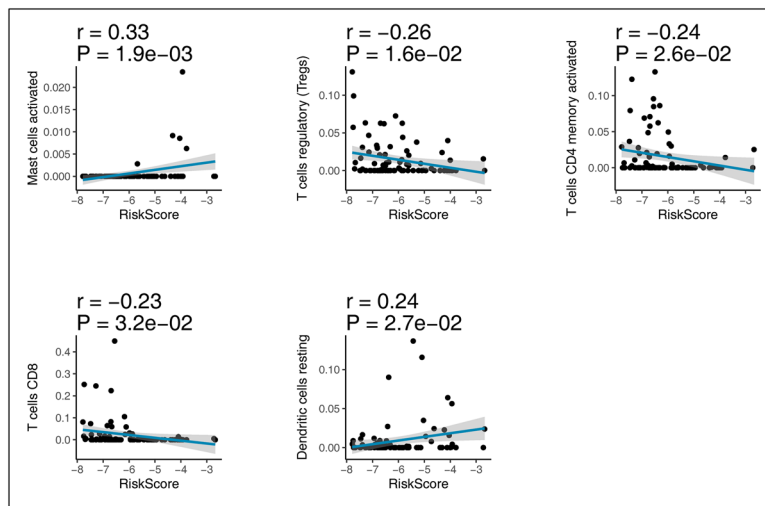 r = 0.33
P = 1.9e−03
Mast cells activated
0.020
0.015
0.010
0.005
0.000
−8 −7 −6 −5 −4 −3
RiskScore
r = −0.26
P = 1.6e−02
T cells regulatory (Tregs)
0.10
0.05
0.00
−8 −7 −6 −5 −4 −3
RiskScore
r = −0.24
P = 2.6e−02
T cells CD4 memory activated
0.10
0.05
0.00
−8 −7 −6 −5 −4 −3
RiskScore
r = −0.23
P = 3.2e−02
T cells CD8
0.4
0.3
0.2
0.1
0.0
−8 −7 −6 −5 −4 −3
RiskScore
r = 0.24
P = 2.7e−02
Dendritic cells resting
0.10
0.05
0.00
−8 −7 −6 −5 −4 −3
RiskScore